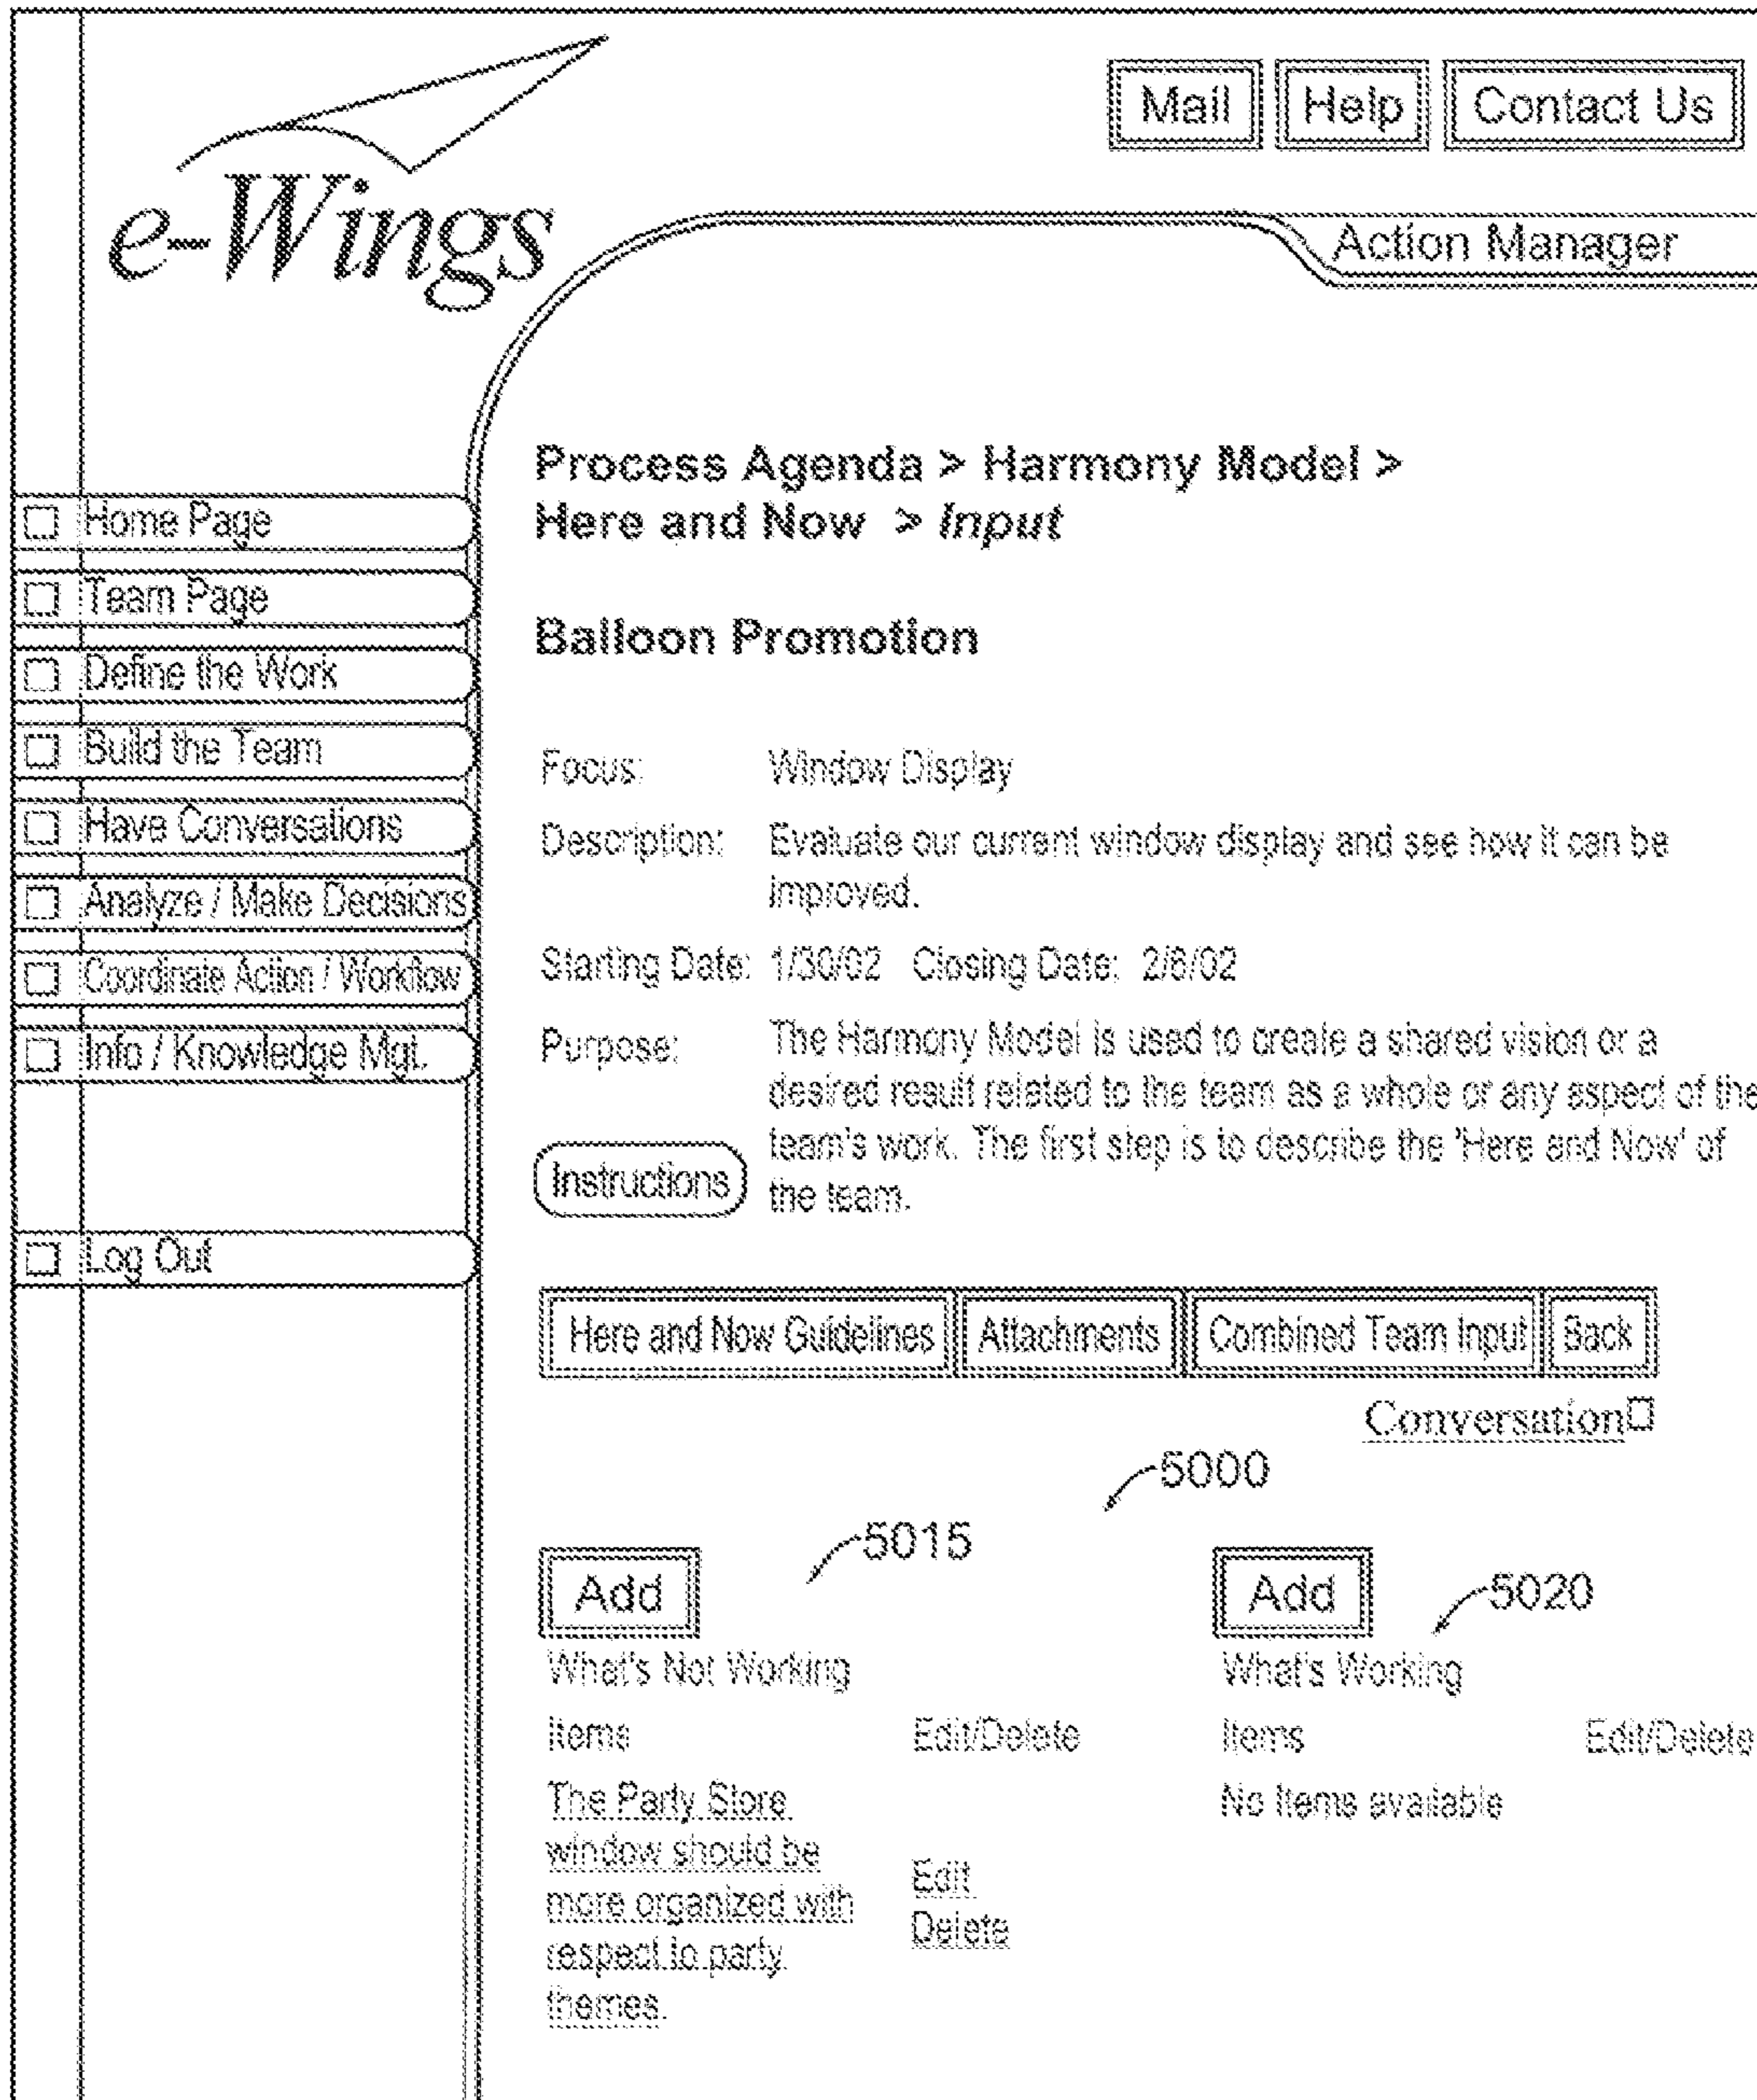 Mail Help Contact Us
e-Wings
Action Manager
Process Agenda > Harmony Model >
Here and Now > Input
Home Page
Team Page
Define the Work
Build the Team
Have Conversations
Analyze / Make Decisions
Coordinate Action / Workflow
Info / Knowledge Mgt.
Log Out
Balloon Promotion
Focus: Window Display
Description: Evaluate our current window display and see how it can be
improved.
Starting Date: 1/30/02 Closing Date: 2/8/02
Purpose: The Harmony Model is used to create a shared vision or a
desired result related to the team as a whole or any aspect of the
team's work. The first step is to describe the 'Here and Now' of
the team.
Instructions
Here and Now Guidelines Attachments Combined Team Input Back
Conversation
5000
5015
Add Add
5020
What's Not Working What's Working
Items Edit/Delete Items Edit/Delete
The Party Store No Items available
window should be
more organized with
respect to party
themes.
Edit
Delete